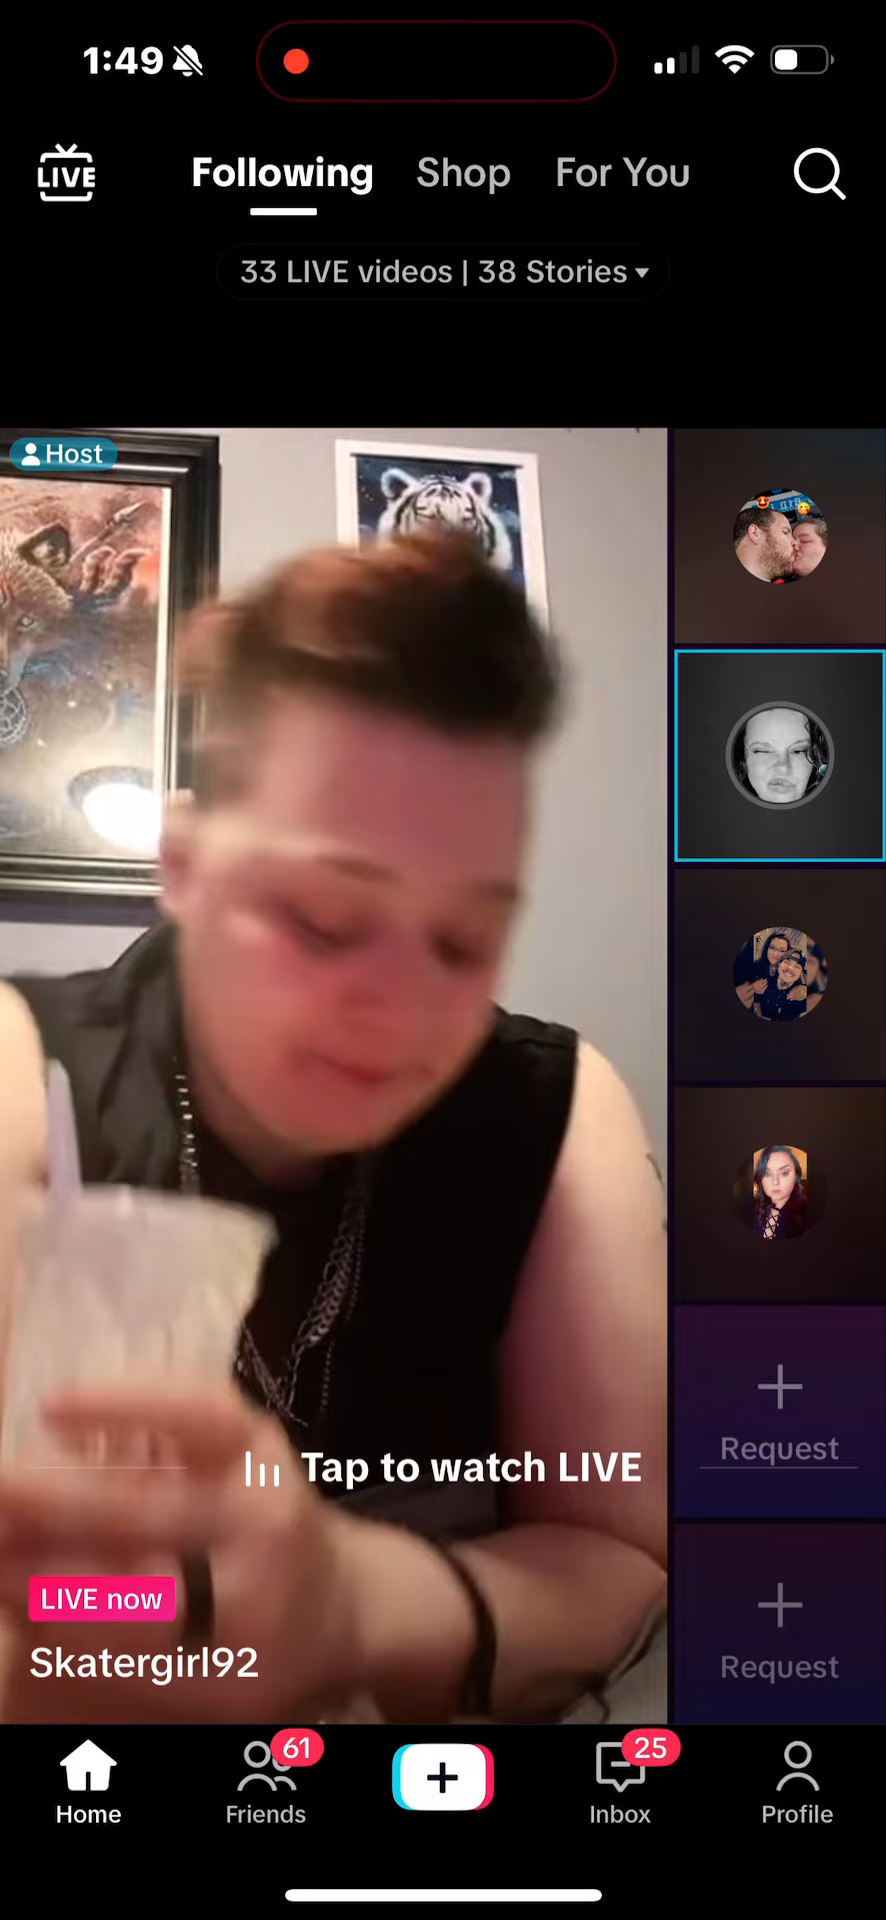 1:49
LIVE
Following Shop For You
33 LIVE videos | 38 Stories
Host
Request
Tap to watch LIVE
LIVE now
Skatergirl92
Request
61
25
Home Friends Inbox Profile